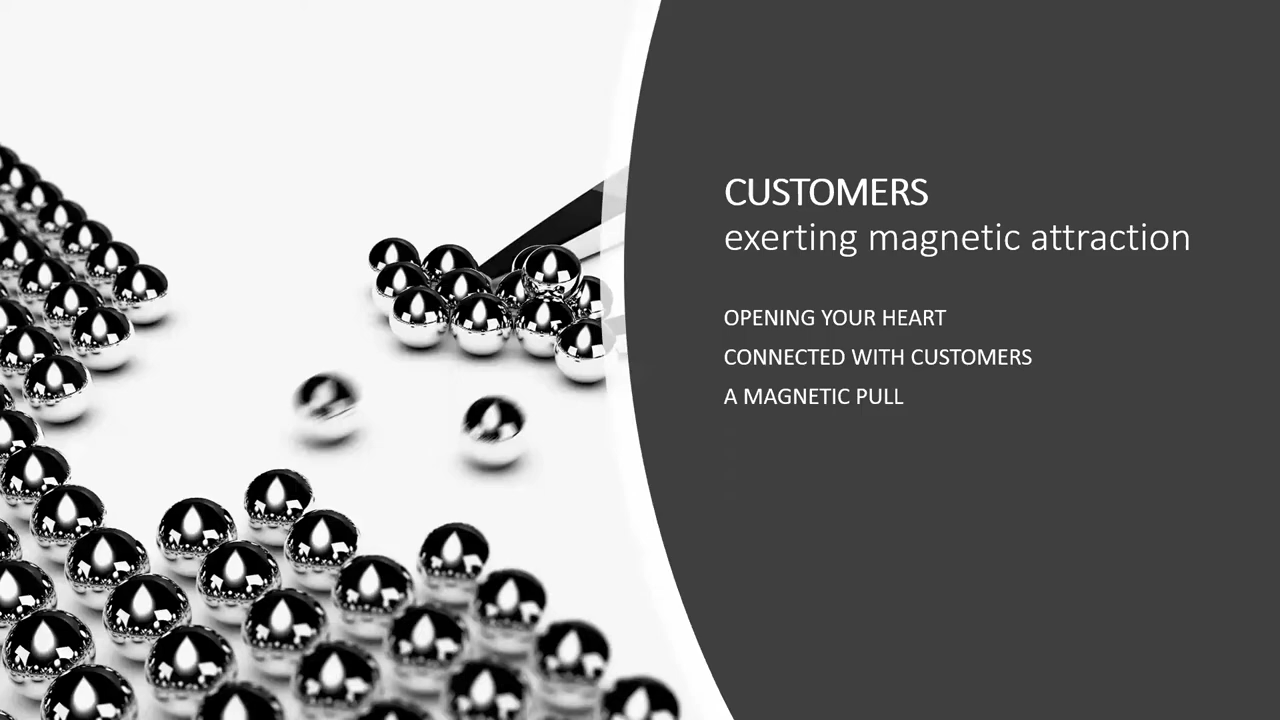 CUSTOMERS
exerting magnetic attraction
OPENING YOUR HEART
CONNECTED WITH CUSTOMERS
A MAGNETIC PULL